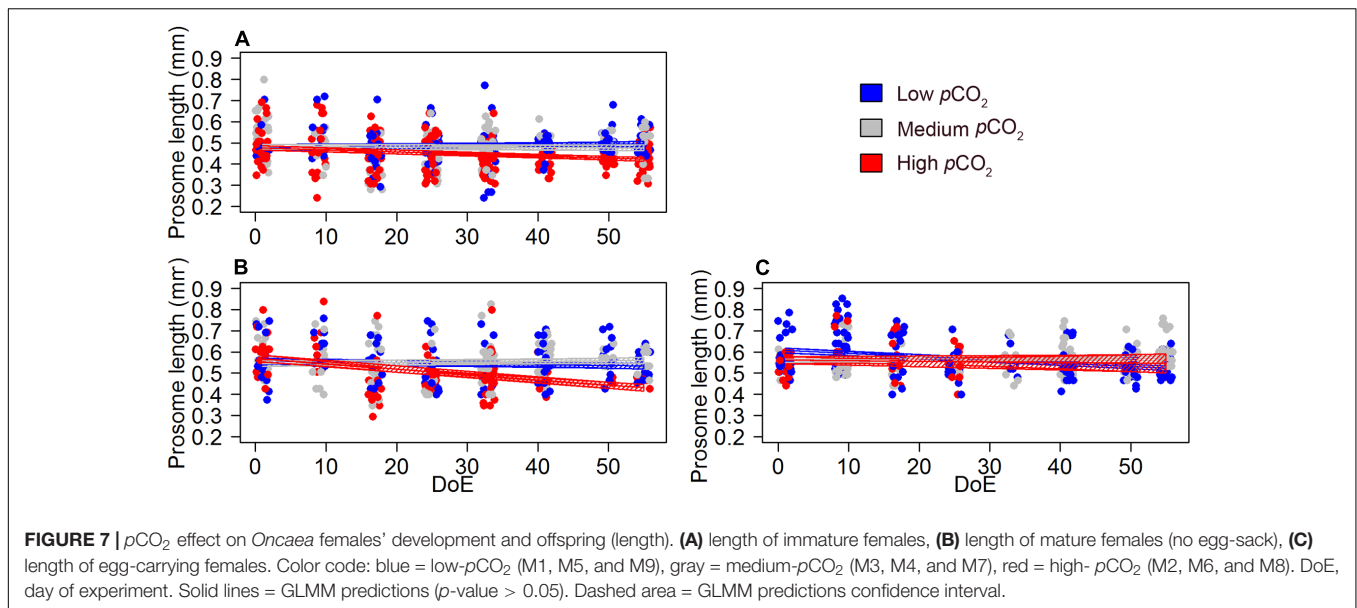 A
Prosome length (mm)
0.9
0.8
0.7
0.6
0.5
0.4
0.3
0.2
0 10 20 30 40 50
Low pCO2
Medium pCO2
High pCO2
B
Prosome length (mm)
0.9
0.8
0.7
0.6
0.5
0.4
0.3
0.2
0 10 20 30 40 50
DoE
C
Prosome length (mm)
0.9
0.8
0.7
0.6
0.5
0.4
0.3
0.2
0 10 20 30 40 50
DoE
FIGURE 7 | pCO2 effect on Oncaea females' development and offspring (length). (A) length of immature females, (B) length of mature females (no egg-sack), (C)
length of egg-carrying females. Color code: blue = low-pCO2 (M1, M5, and M9), gray = medium-pCO2 (M3, M4, and M7), red = high- pCO2 (M2, M6, and M8). DoE,
day of experiment. Solid lines = GLMM predictions (p-value > 0.05). Dashed area = GLMM predictions confidence interval.